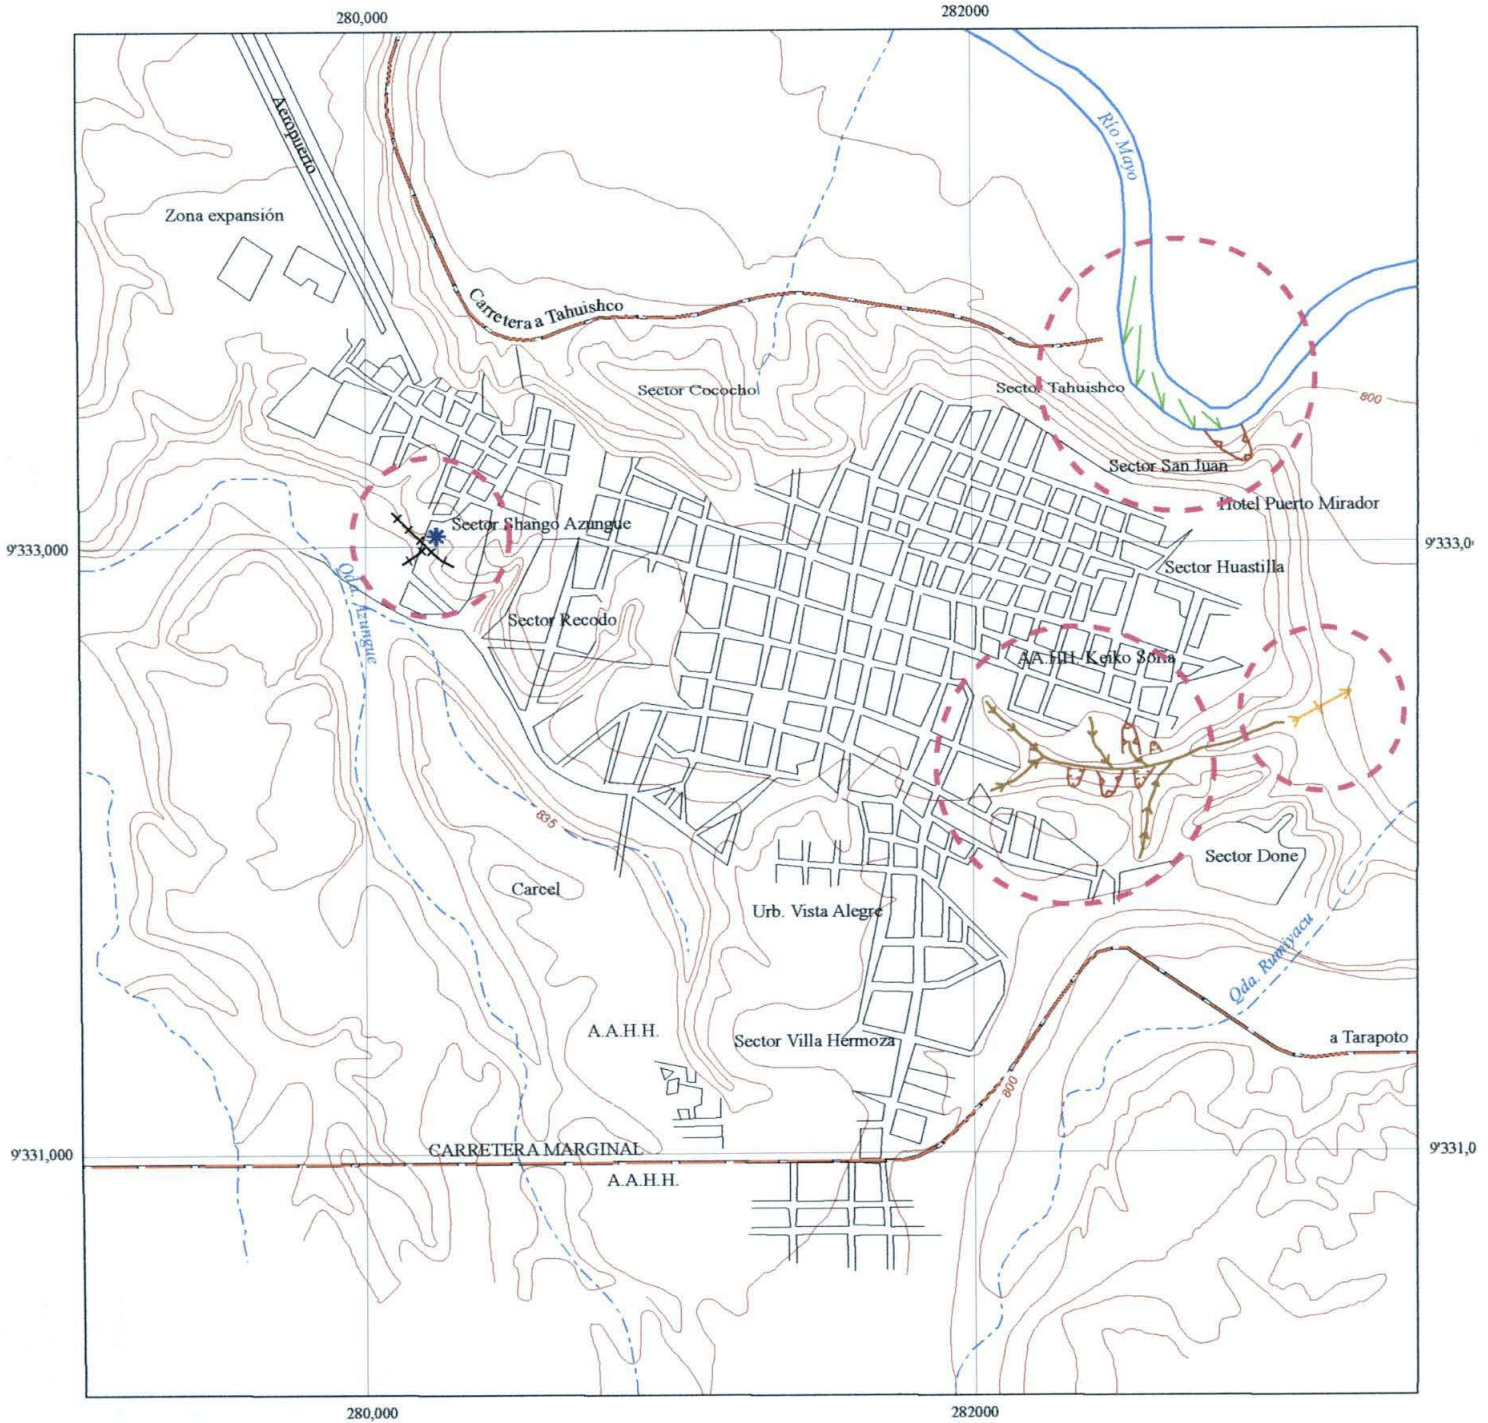 280,000
282000
Aeropuerto
Rio Mayo
Zona expansión
Carretera a Tahuishco
Sector Cococho
Sector Tahuishco
800
Sector San Juan
Hotel Puerto Mirador
Sector Shango Azungue
9'333,000
9'333,0
Sector Huastilla
Qda. Azungue
Sector Recodo
AA.HH. Keiko Sofia
835
Sector Done
Carcel
Urb. Vista Alegre
Qda. Rumiyacu
A.A.H.H.
Sector Villa Hermoza
a Tarapoto
800
CARRETERA MARGINAL
9'331,000
9'331,0
A.A.H.H.
280,000
282000